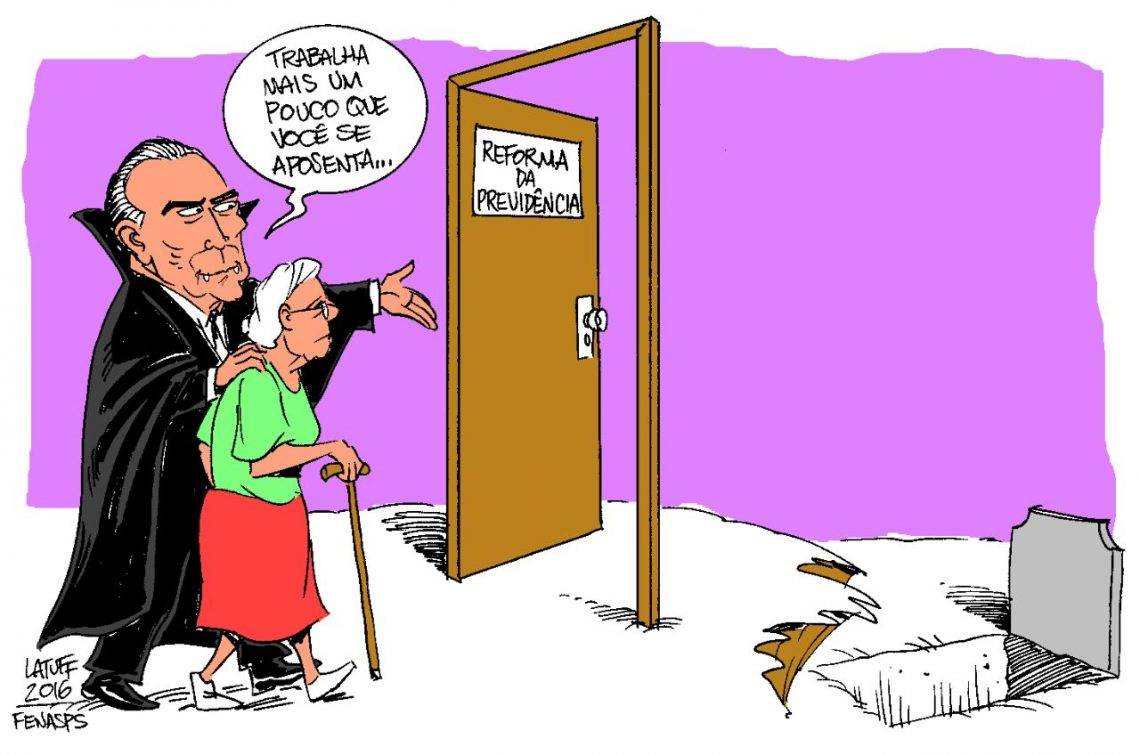 TRABALHA
MAIS UM
POUCO QUE
VOCÊ SE
APOSENTA...
REFORMA
DA
PREVIDÊNCIA
LATUFF
2016
FENASPS